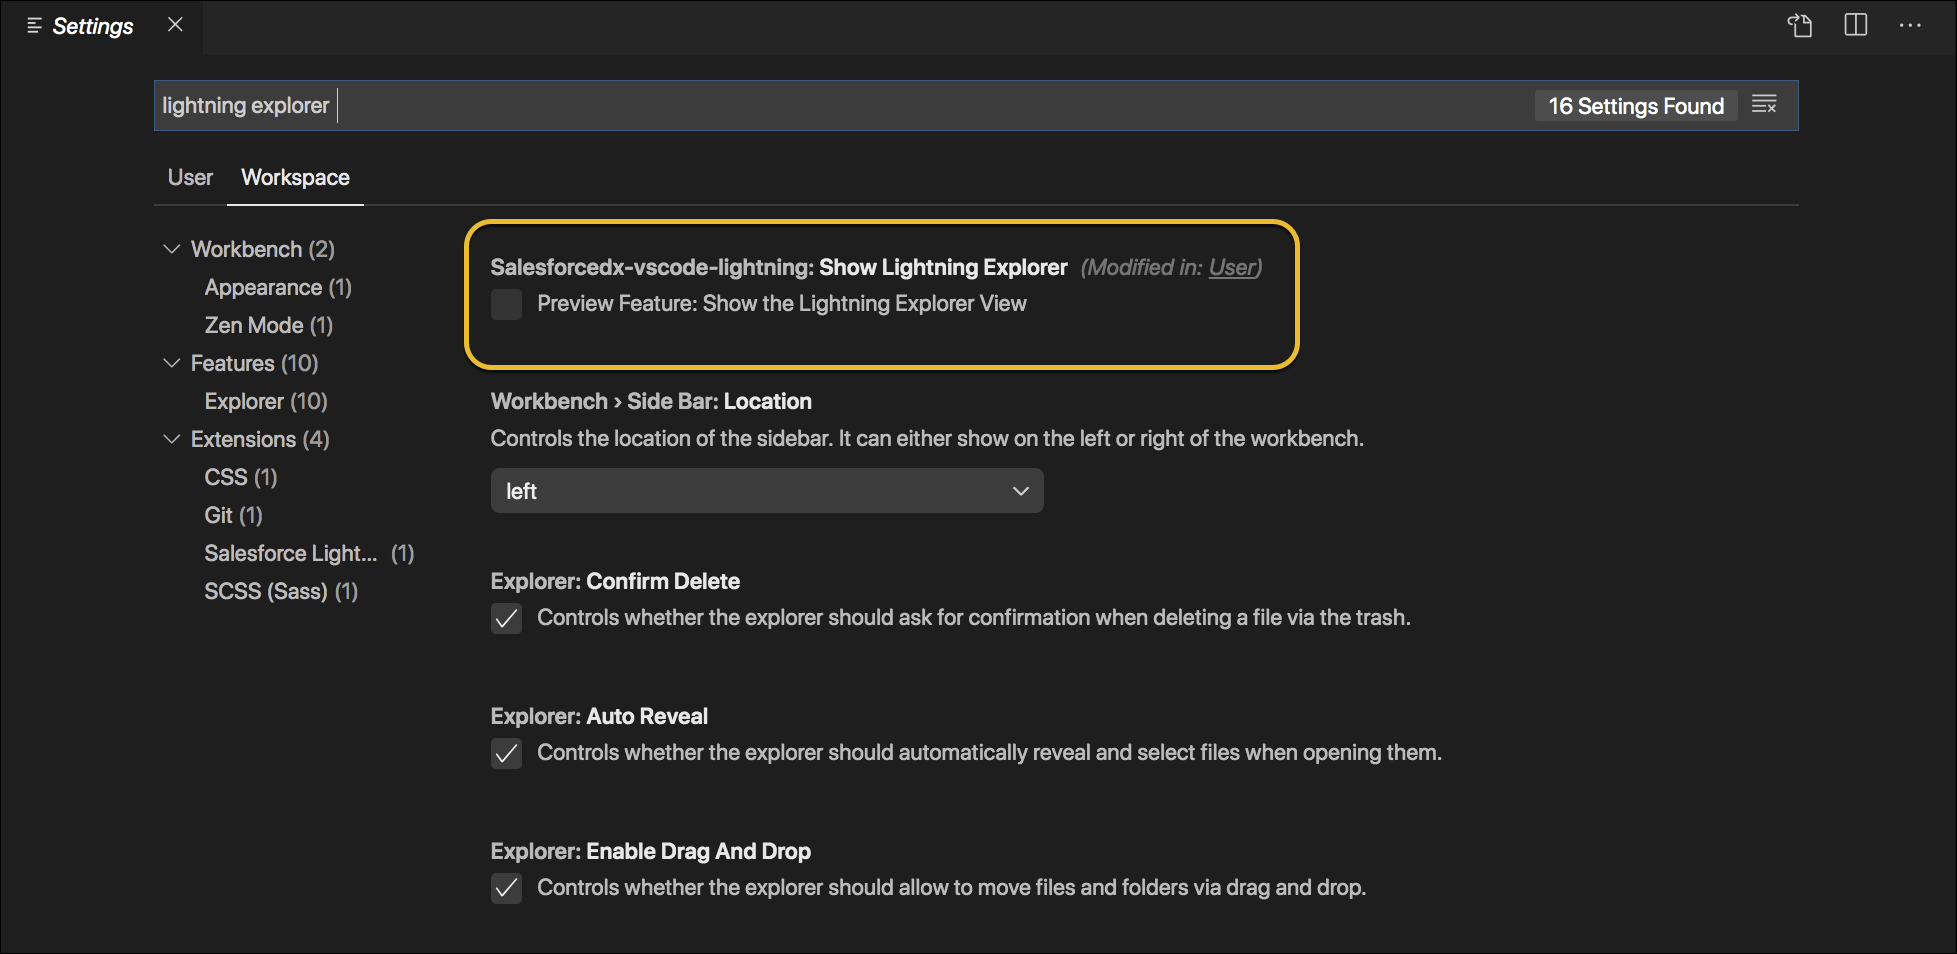 Settings
lightning explorer
16 Settings Found
User Workspace
Workbench (2)
Appearance (1)
Zen Mode (1)
Features (10)
Explorer (10)
Extensions (4)
CSS (1)
Git (1)
Salesforce Light... (1)
SCSS (Sass) (1)
Salesforcedx-vscode-lightning: Show Lightning Explorer (Modified in: User)
Preview Feature: Show the Lightning Explorer View
Workbench › Side Bar: Location
Controls the location of the sidebar. It can either show on the left or right of the workbench.
left
Explorer: Confirm Delete
Controls whether the explorer should ask for confirmation when deleting a file via the trash.
Explorer: Auto Reveal
Controls whether the explorer should automatically reveal and select files when opening them.
Explorer: Enable Drag And Drop
Controls whether the explorer should allow to move files and folders via drag and drop.